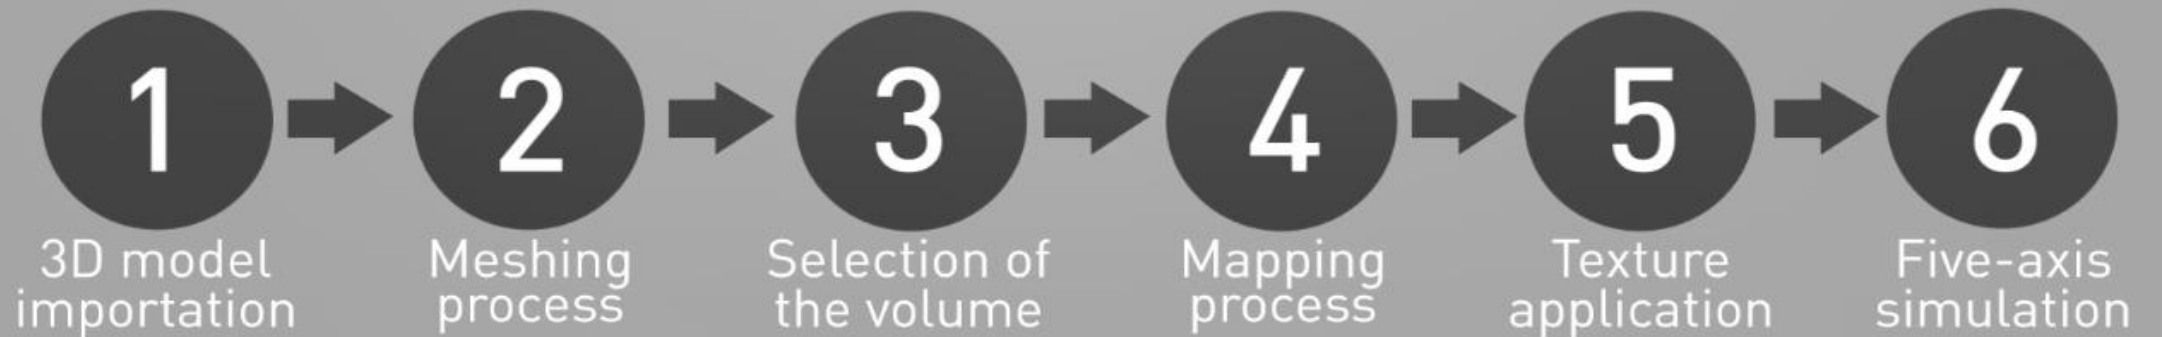 1
2
3
4
5
6
3D model
importation
Meshing
process
Selection of
the volume
Mapping
process
Texture
application
Five-axis
simulation